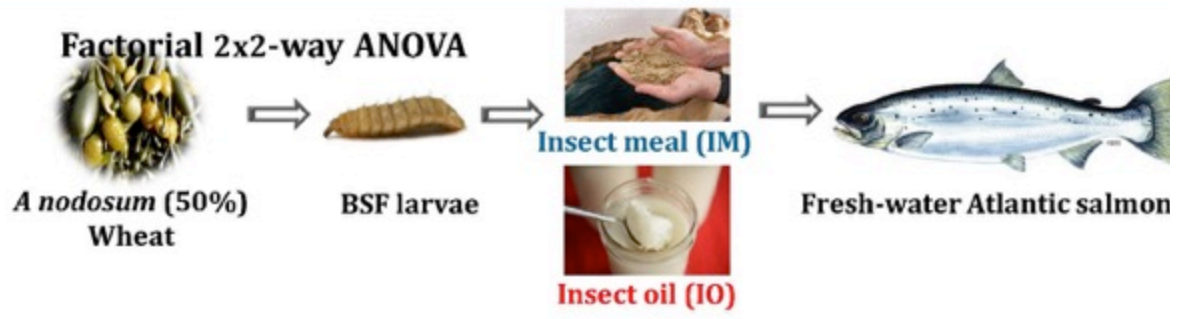 Factorial 2x2-way ANOVA
A nodosum (50%)
Wheat
BSF larvae
Insect meal (IM)
Insect oil (IO)
Fresh-water Atlantic salmon